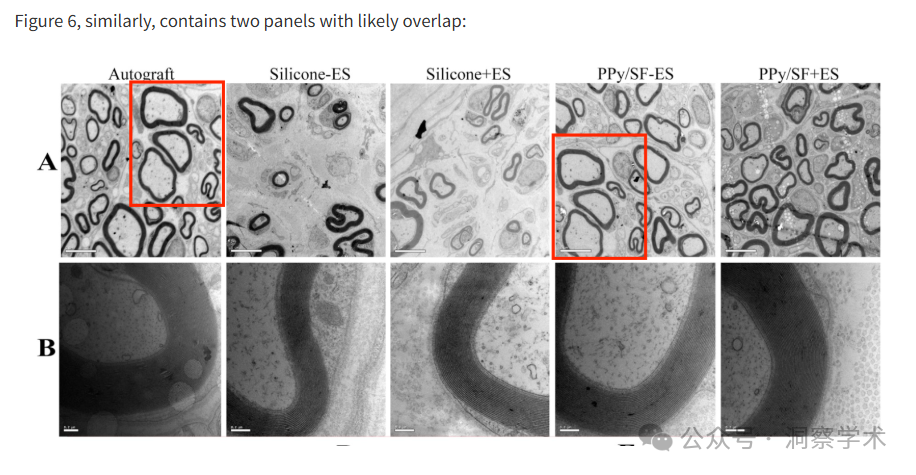 Figure 6, similarly, contains two panels with likely overlap:
Autograft Silicone-ES Silicone+ES PPy/SF-ES PPy/SF+ES
A
B
公众号 · 洞察学术